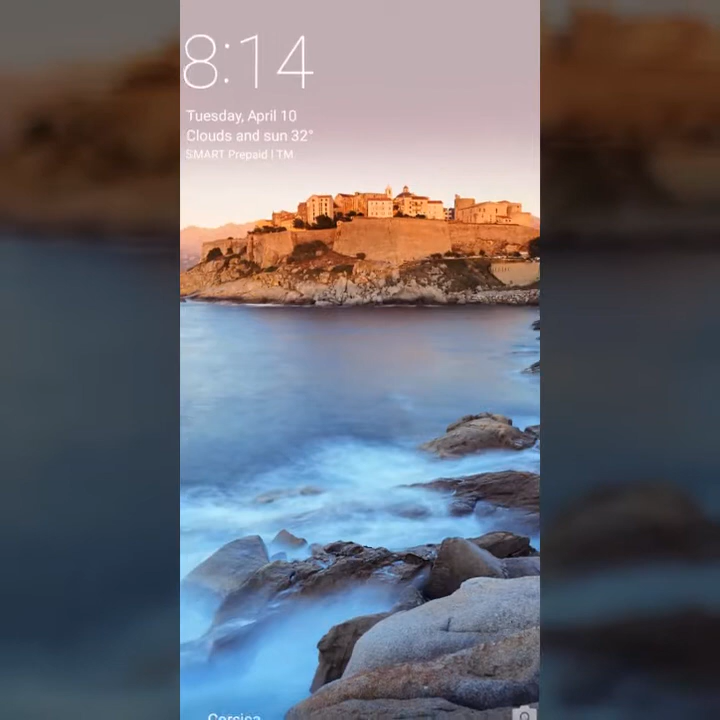 8:14
Tuesday, April 10
Clouds and sun 32°
SMART Prepaid | TM
Corsica